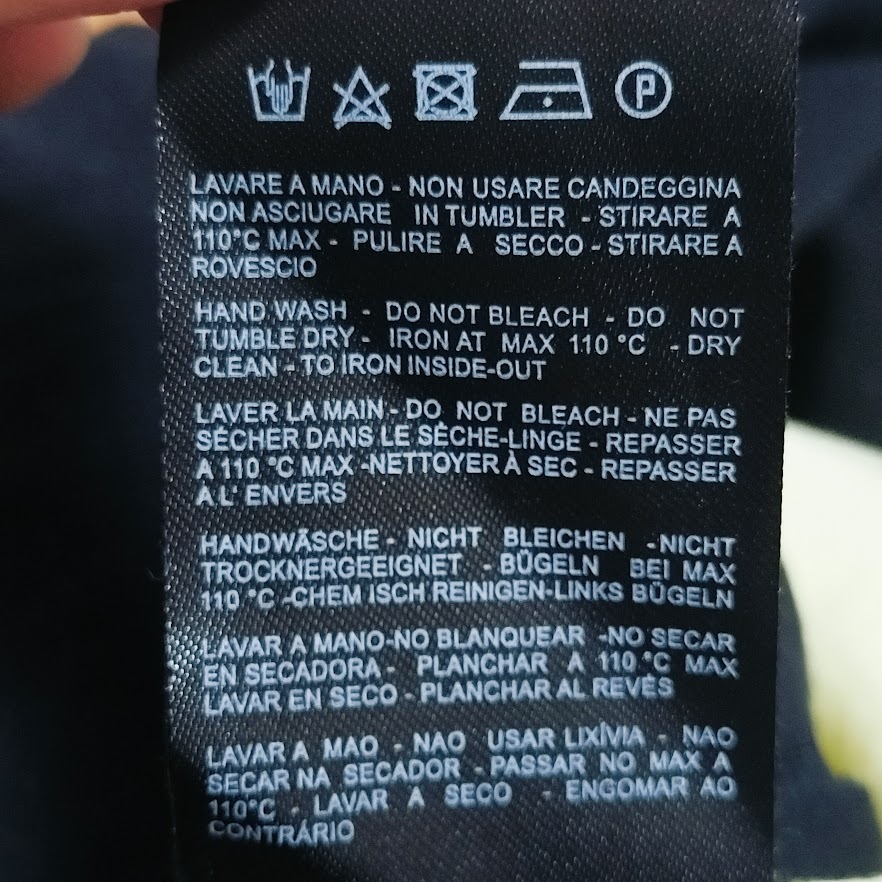 P
LAVARE A MANO - NON USARE CANDEGGINA
NON ASCIUGARE IN TUMBLER - STIRARE A
110°C MAX - PULIRE A SECCO - STIRARE A
ROVESCIO
HAND WASH - DO NOT BLEACH - DO NOT
TUMBLE DRY - IRON AT MAX 110 °C - DRY
CLEAN - TO IRON INSIDE-OUT
LAVER LA MAIN - DO NOT BLEACH - NE PAS
SÈCHER DANS LE SÈCHE-LINGE - REPASSER
A 110 °C MAX -NETTOYER À SEC - REPASSER
A L' ENVERS
HANDWÄSCHE - NICHT BLEICHEN -NICHT
TROCKNERGEEIGNET - BÜGELN BEI MAX
110 °C -CHEM ISCH REINIGEN-LINKS BÜGELN
LAVAR A MANO-NO BLANQUEAR -NO SECAR
EN SECADORA - PLANCHAR A 110 °C MAX
LAVAR EN SECO - PLANCHAR AL REVÉS
LAVAR A MAO - NAO USAR LIXÍVIA - NAO
SECAR NA SECADOR - PASSAR NO MAX A
110°C - LAVAR A SECO - ENGOMAR AO
CONTRÁRIO